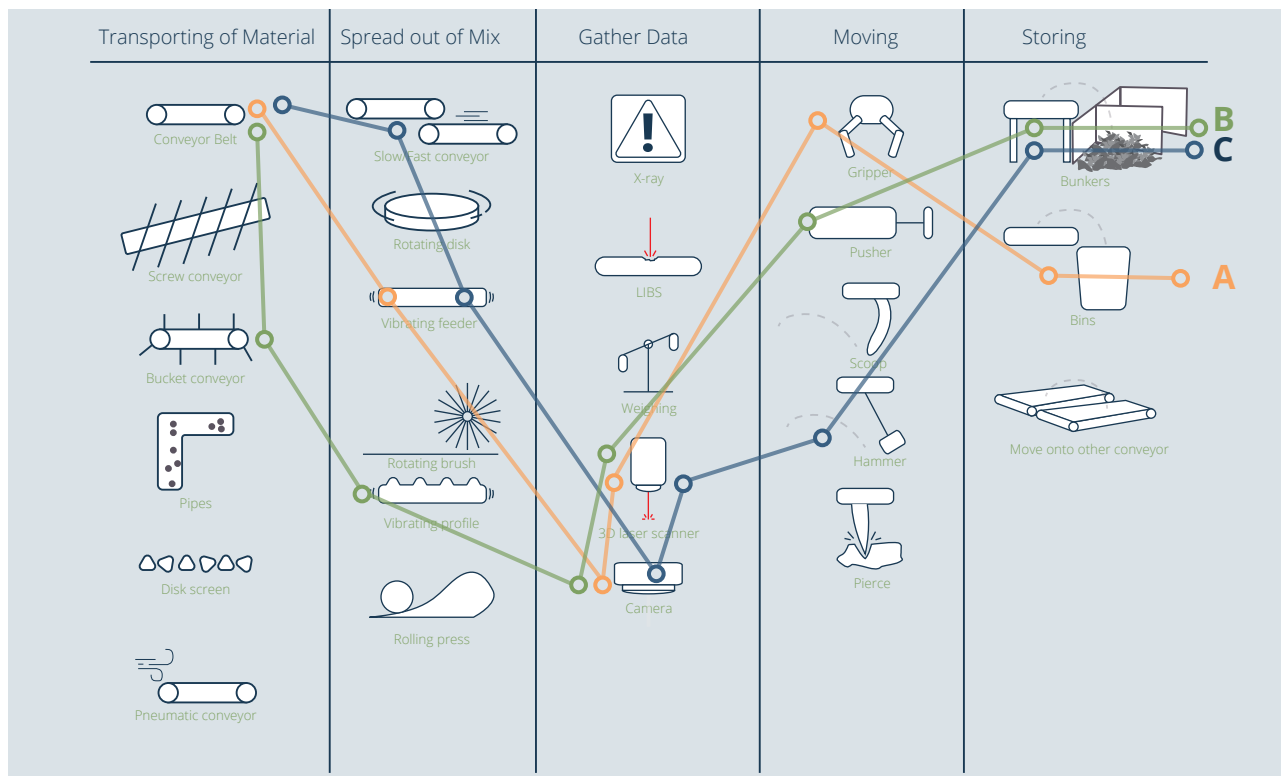 Transporting of Material
Spread out of Mix
Gather Data
Moving
Storing
Conveyor Belt
Screw conveyor
Bucket conveyor
Pipes
Disk screen
Pneumatic conveyor
Slow/Fast conveyor
Rotating disk
Vibrating feeder
Rotating brush
Vibrating profile
Rolling press
X-ray
LIBS
Weighing
3D laser scanner
Camera
Gripper
Pusher
Scoop
Hammer
Pierce
Bunkers
Bins
Move onto other conveyor
B
C
A